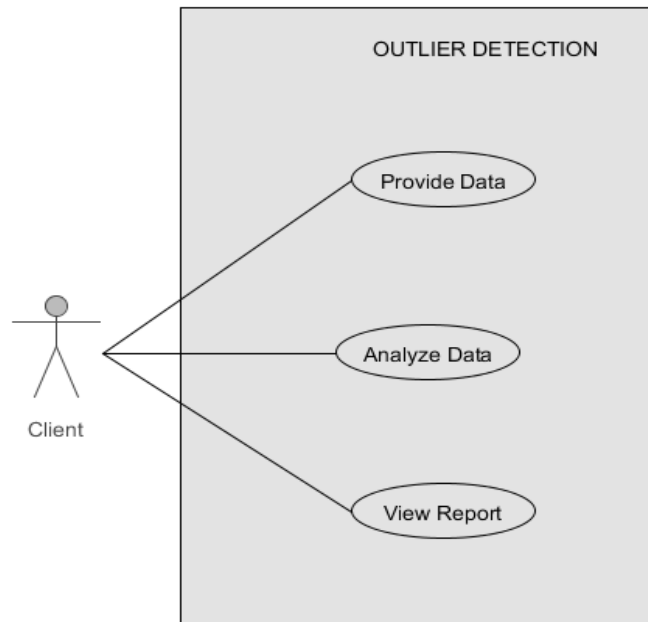 OUTLIER DETECTION
Provide Data
Analyze Data
Client
View Report